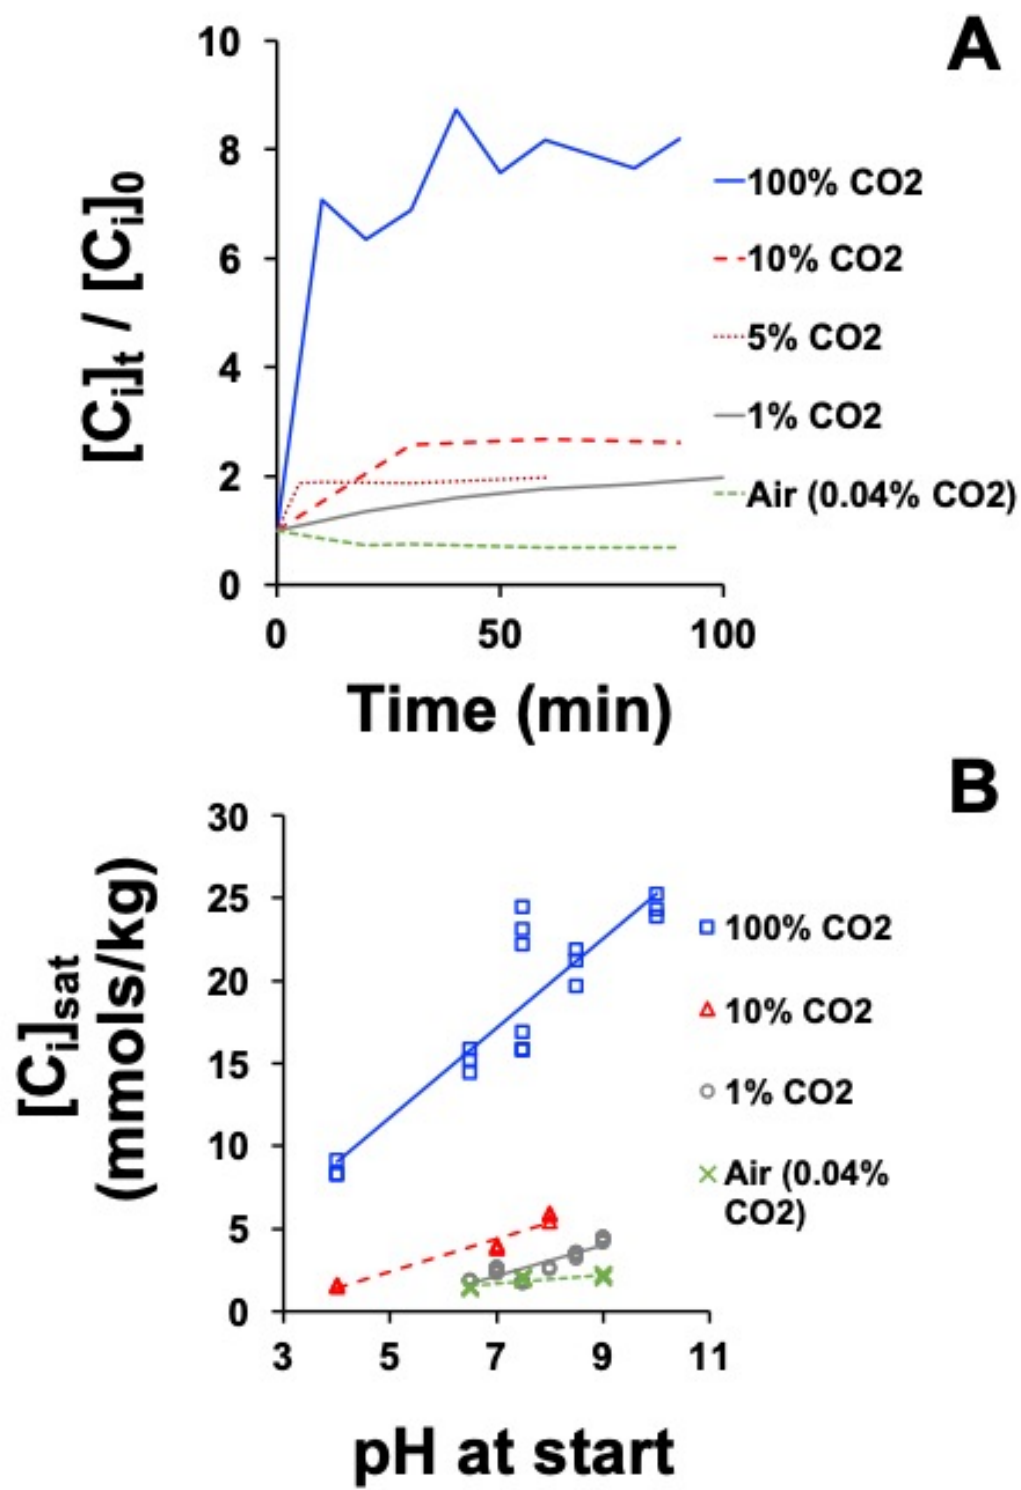 A
10
8
6
4
2
0
[Ci]t / [Ci]0
100% CO2
10% CO2
5% CO2
1% CO2
Air (0.04% CO2)
0 50 100
Time (min)
B
30
25
20
15
10
5
0
[Ci]sat
(mmols/kg)
100% CO2
10% CO2
1% CO2
Air (0.04%
CO2)
3 5 7 9 11
pH at start